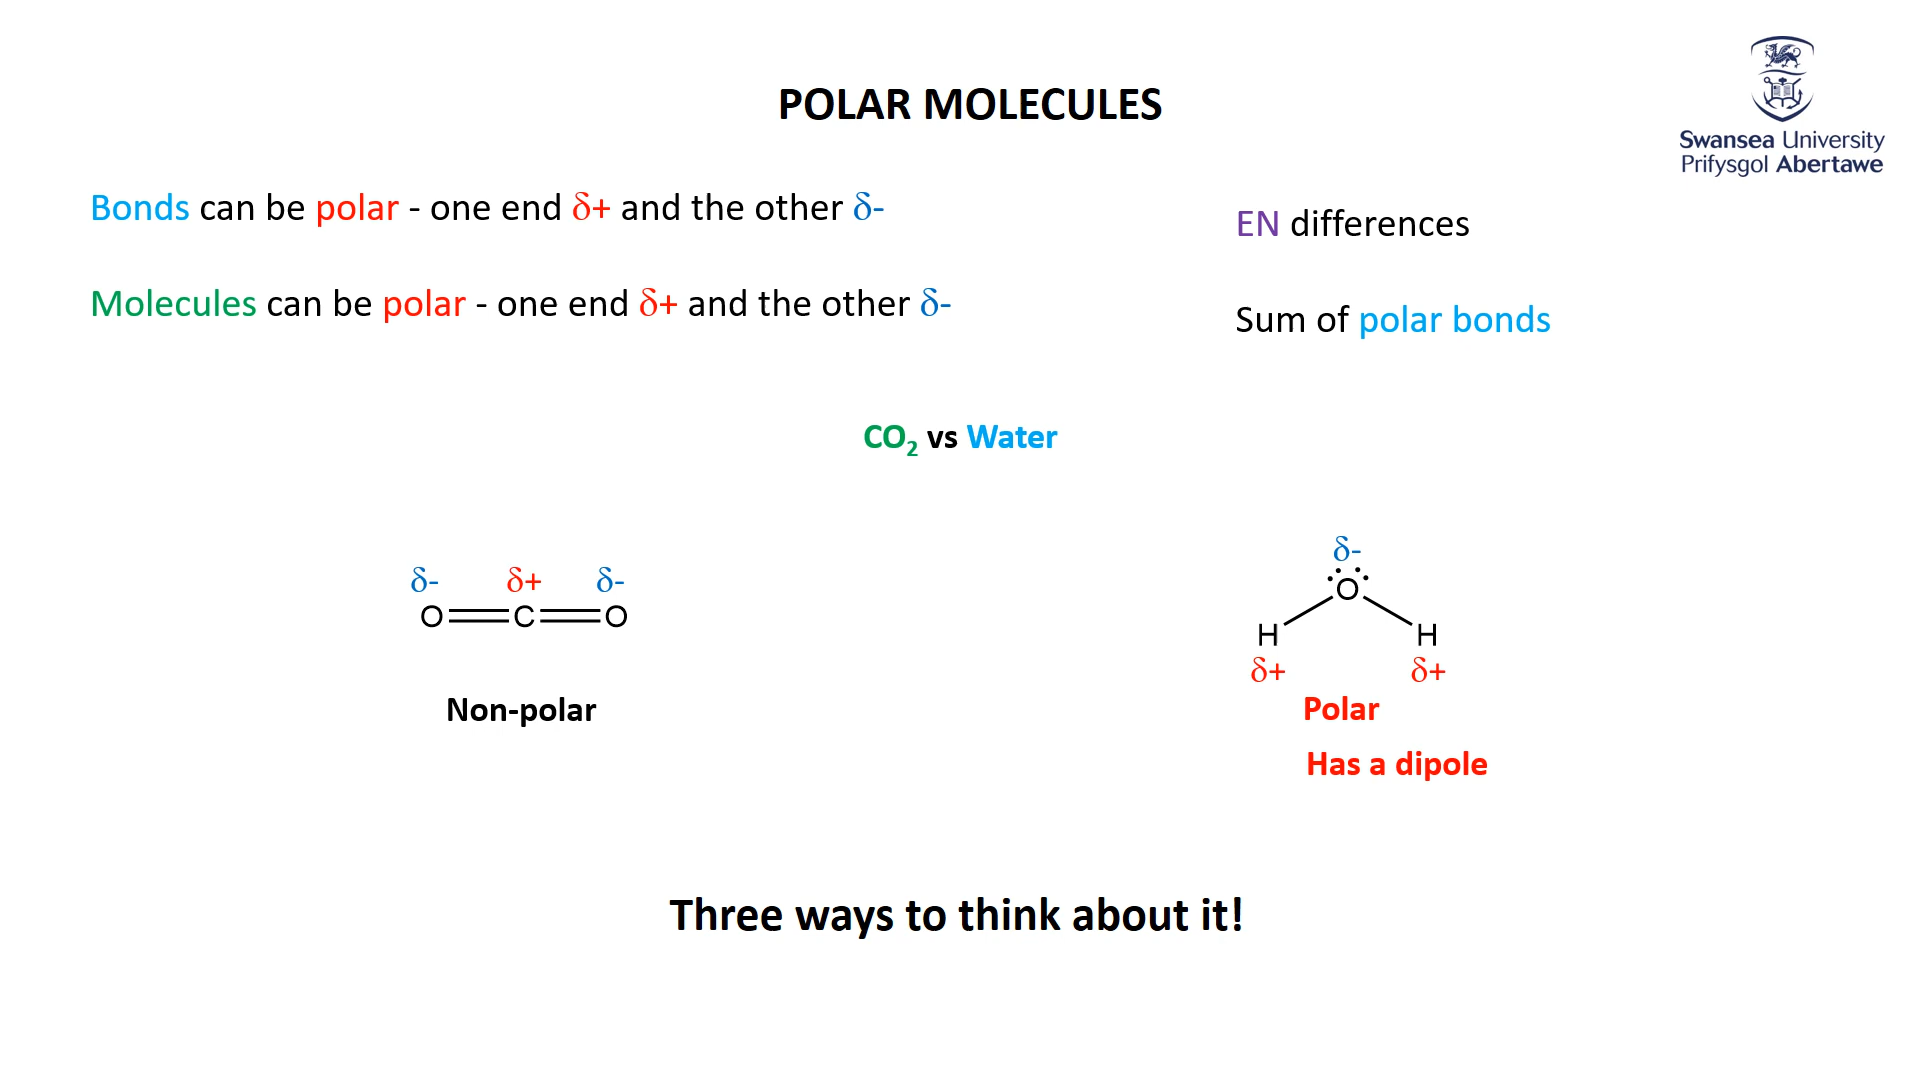 POLAR MOLECULES
Swansea University
Prifysgol Abertawe
Bonds can be polar - one end δ+ and the other δ-
EN differences
Molecules can be polar - one end δ+ and the other δ-
Sum of polar bonds
CO₂ vs Water
δ- δ+ δ-
O C O
Non-polar
δ-
O
H H
δ+ δ+
Polar
Has a dipole
Three ways to think about it!